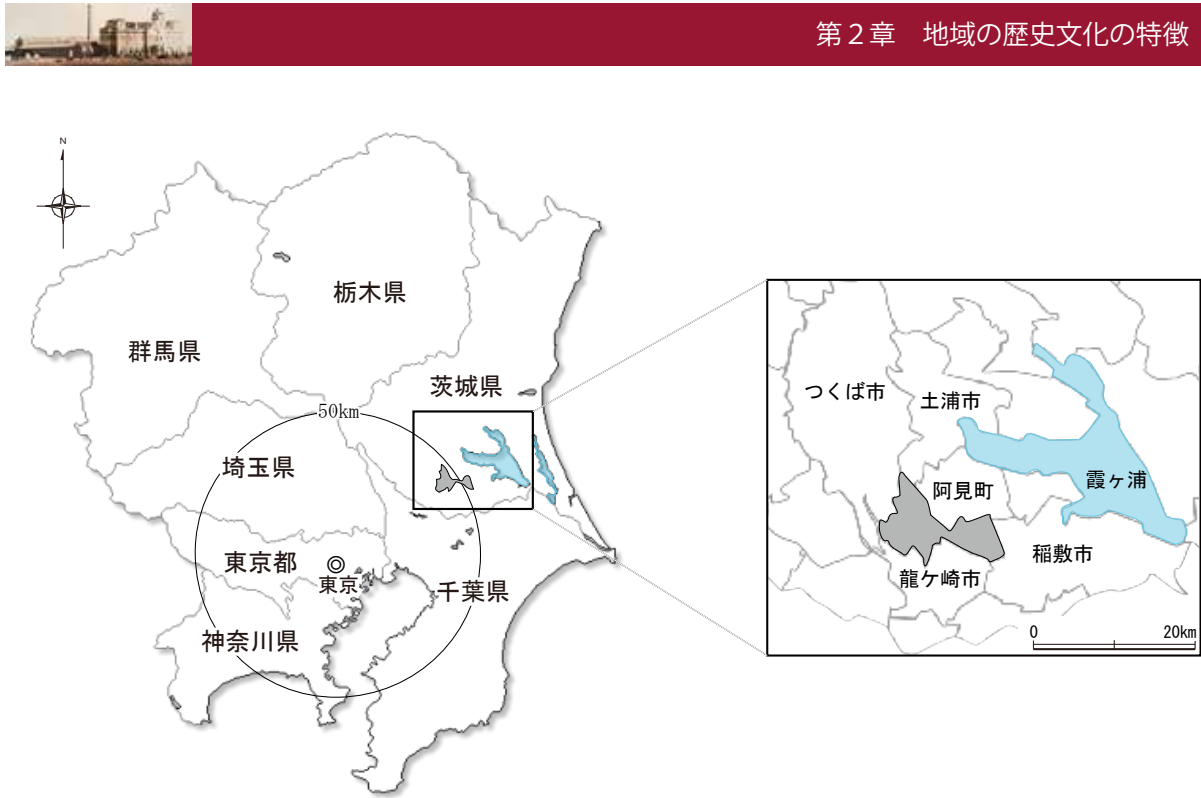 第２章　地域の歴史文化の特徴
N
栃木県
群馬県
茨城県
50km
埼玉県
東京都
東京
千葉県
神奈川県
つくば市
土浦市
阿見町
霞ヶ浦
稲敷市
龍ケ崎市
0
20km